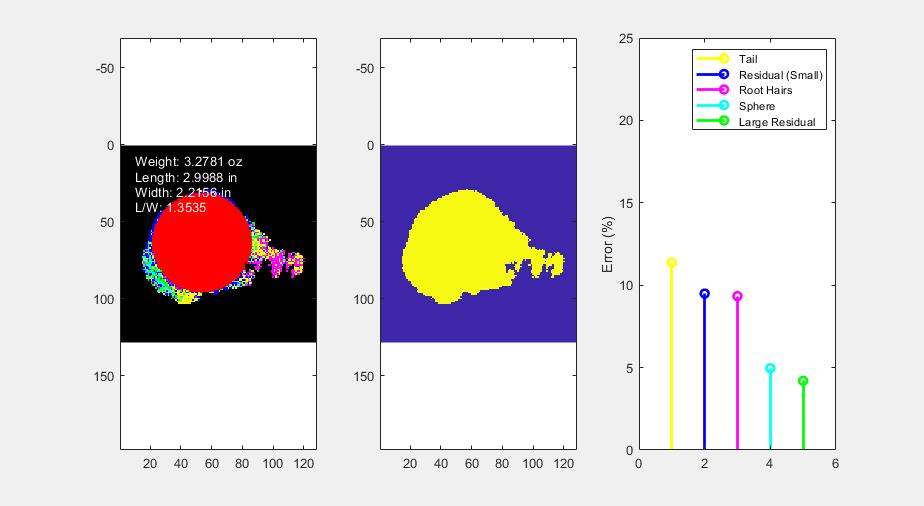 Weight: 3.2781 oz
Length: 2.9988 in
Width: 2.2156 in
L/W: 1.3535
-50
0
50
100
150
20 40 60 80 100 120
-50
0
50
100
150
20 40 60 80 100 120
Error (%)
25
20
15
10
5
0
0 2 4 6
Tail
Residual (Small)
Root Hairs
Sphere
Large Residual